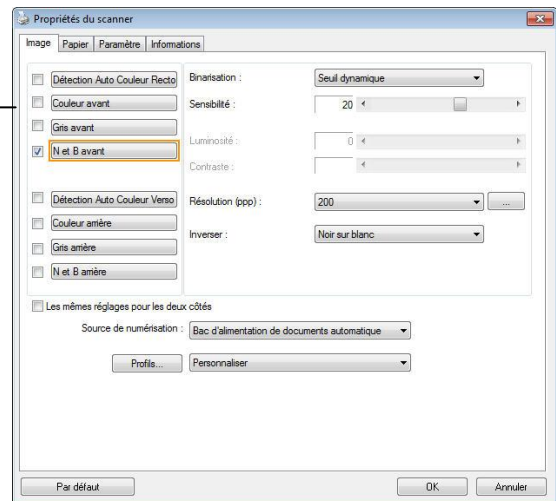 Propriétés du scanner
Image Papier Paramètre Informations
Détection Auto Couleur Recto Binarisation : Seuil dynamique
Couleur avant Sensibilité : 20
Gris avant
N et B avant Luminosité : 0
Contraste :
Détection Auto Couleur Verso Résolution (ppp) : 200 ...
Couleur arrière
Gris arrière Inverser : Noir sur blanc
N et B arrière
Les mêmes réglages pour les deux côtés
Source de numérisation : Bac d'alimentation de documents automatique
Profils... Personnaliser
Par défaut OK Annuler